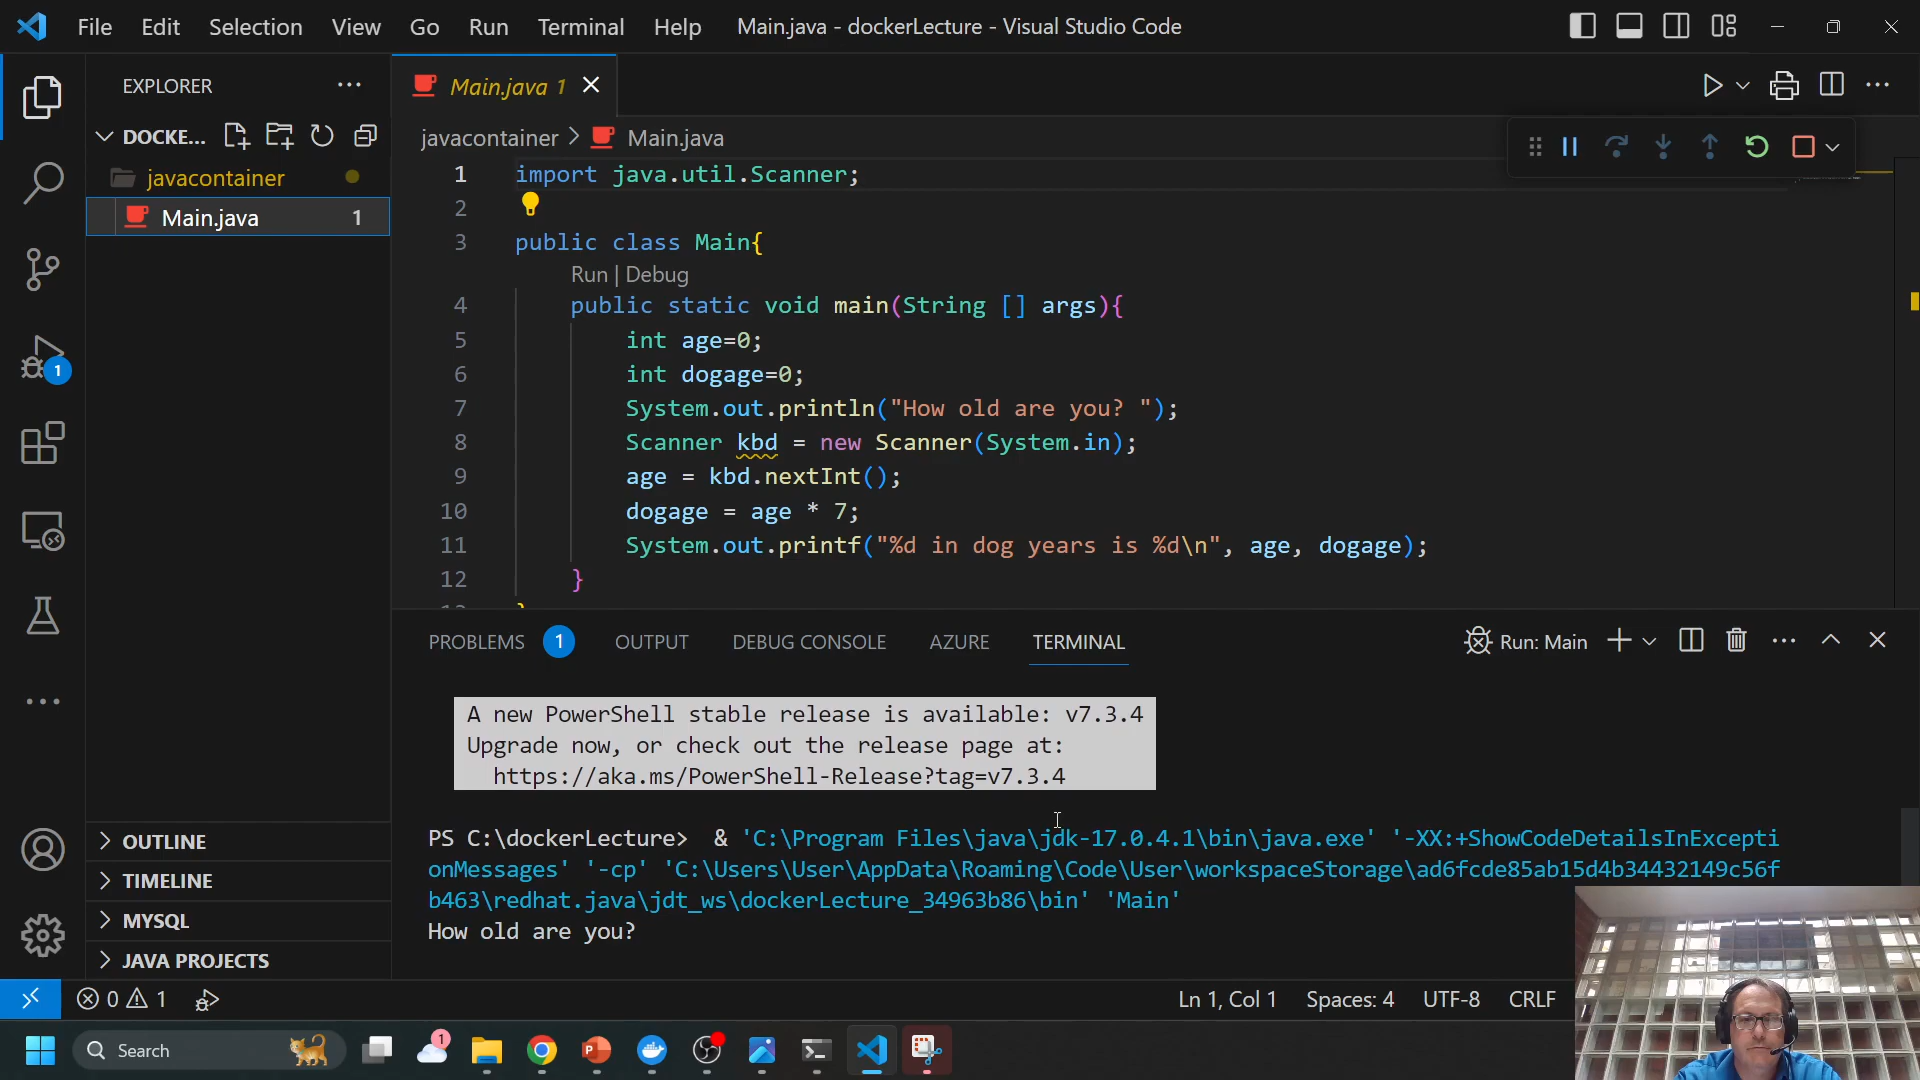 File Edit Selection View Go Run Terminal Help Main.java - dockerLecture - Visual Studio Code
EXPLORER
DOCKE...
javacontainer
Main.java 1
Main.java 1
javacontainer > Main.java
1 import java.util.Scanner;
2
3 public class Main{
Run | Debug
4 public static void main(String [] args){
5 int age=0;
6 int dogage=0;
7 System.out.println("How old are you? ");
8 Scanner kbd = new Scanner(System.in);
9 age = kbd.nextInt();
10 dogage = age * 7;
11 System.out.printf("%d in dog years is %d\n", age, dogage);
12 }
PROBLEMS 1 OUTPUT DEBUG CONSOLE AZURE TERMINAL
Run: Main
A new PowerShell stable release is available: v7.3.4
Upgrade now, or check out the release page at:
https://aka.ms/PowerShell-Release?tag=v7.3.4
PS C:\dockerLecture> & 'C:\Program Files\java\jdk-17.0.4.1\bin\java.exe' '-XX:+ShowCodeDetailsInExcepti
onMessages' '-cp' 'C:\Users\User\AppData\Roaming\Code\User\workspaceStorage\ad6fcde85ab15d4b34432149c56f
b463\redhat.java\jdt_ws\dockerLecture_34963b86\bin' 'Main'
How old are you?
1
OUTLINE
TIMELINE
MYSQL
JAVA PROJECTS
0 1
Ln 1, Col 1 Spaces: 4 UTF-8 CRLF
Search
1